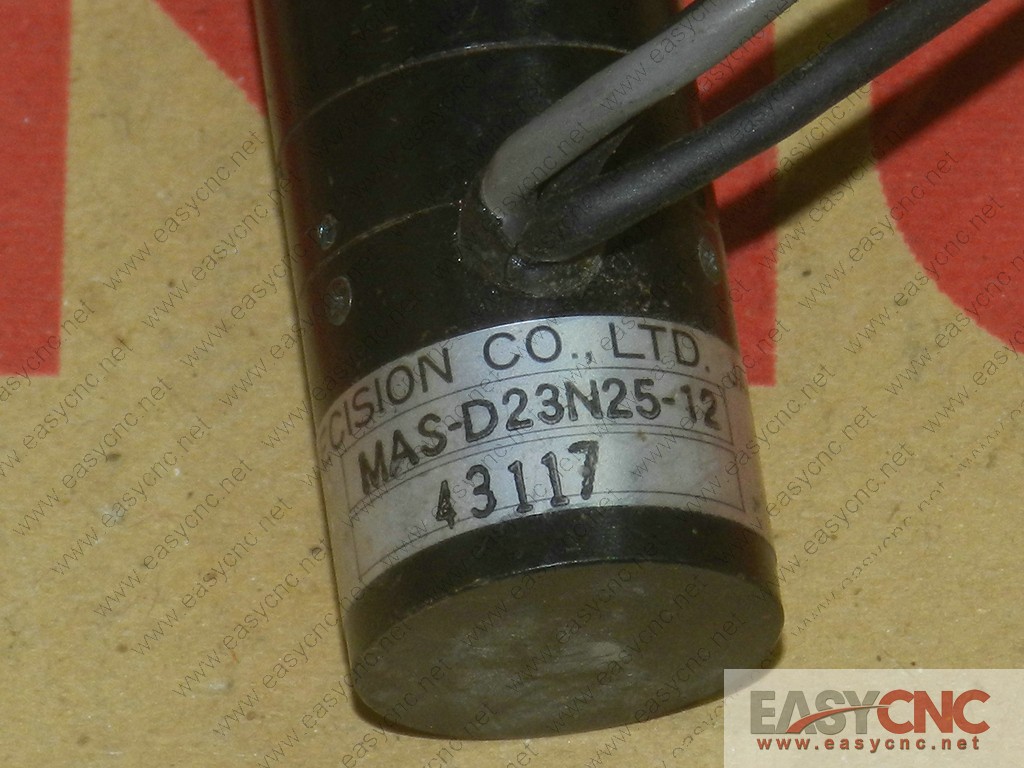 CISION CO., LTD.
MAS-D23N25-12
43117
EASYCNC
www.easycnc.net